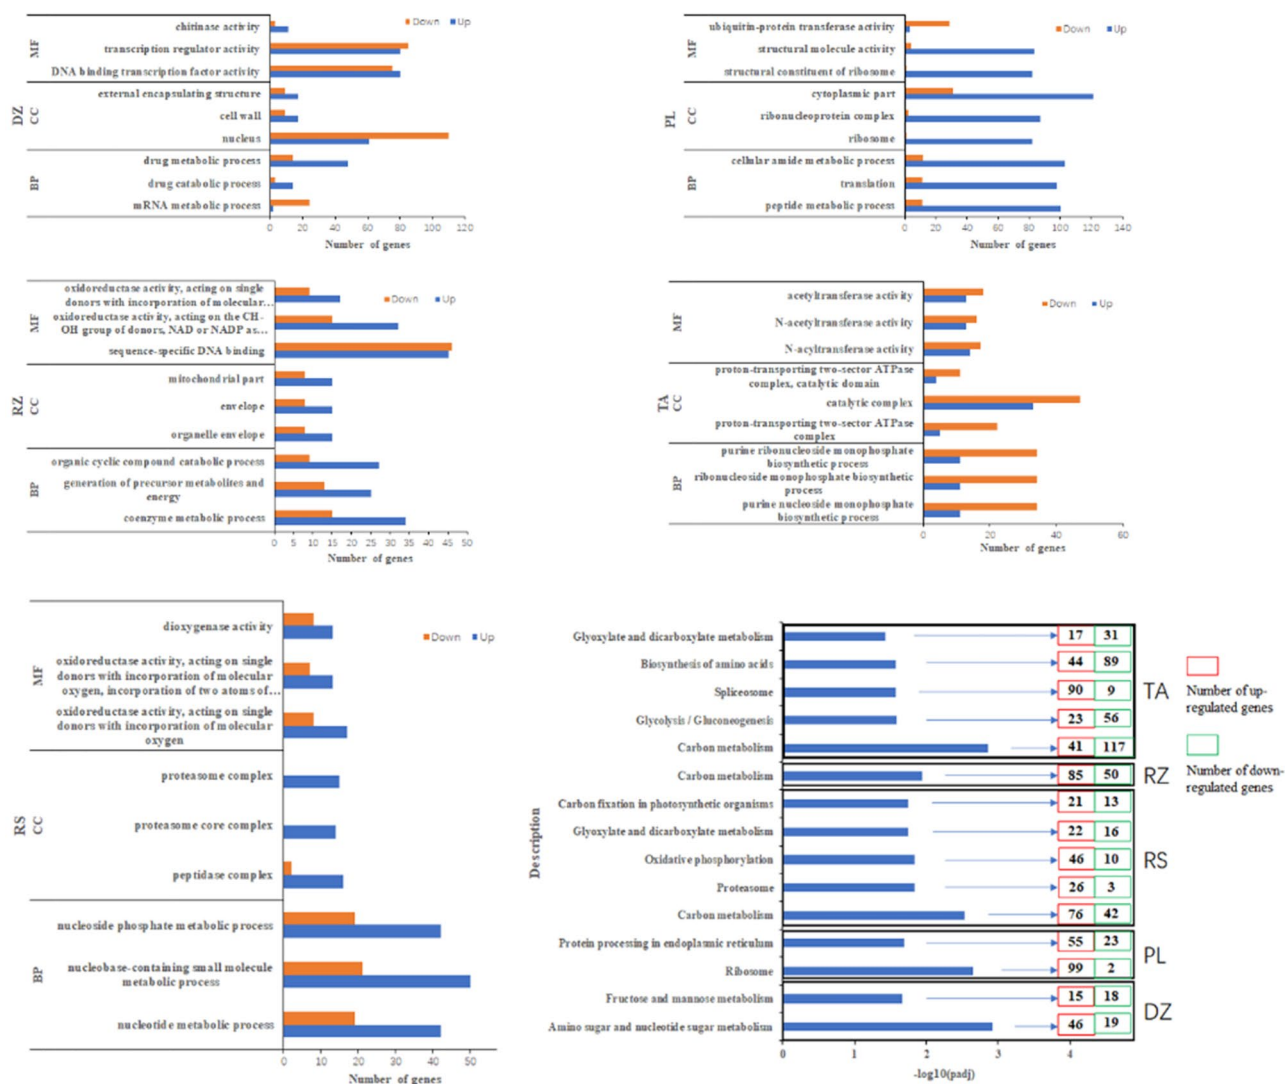 Down Up
MF
chitinase activity
transcription regulator activity
DNA binding transcription factor activity
DZ
CC
external encapsulating structure
cell wall
nucleus
BP
drug metabolic process
drug catabolic process
mRNA metabolic process
0 20 40 60 80 100 120
Number of genes
Down Up
MF
ubiquitin-protein transferase activity
structural molecule activity
structural constituent of ribosome
PL
CC
cytoplasmic part
ribonucleoprotein complex
ribosome
BP
cellular amide metabolic process
translation
peptide metabolic process
0 20 40 60 80 100 120 140
Number of genes
Down Up
MF
oxidoreductase activity, acting on single
donors with incorporation of molecular...
oxidoreductase activity, acting on the CH-
OH group of donors, NAD or NADP as...
sequence-specific DNA binding
RZ
CC
mitochondrial part
envelope
organelle envelope
BP
organic cyclic compound catabolic process
generation of precursor metabolites and
energy
coenzyme metabolic process
0 5 10 15 20 25 30 35 40 45 50
Number of genes
Down Up
MF
acetyltransferase activity
N-acetyltransferase activity
N-acyltransferase activity
TA
CC
proton-transporting two-sector ATPase
complex, catalytic domain
catalytic complex
proton-transporting two-sector ATPase
complex
BP
purine ribonucleoside monophosphate
biosynthetic process
ribonucleoside monophosphate biosynthetic
process
purine nucleoside monophosphate
biosynthetic process
0 20 40 60
Number of genes
Down Up
MF
dioxygenase activity
oxidoreductase activity, acting on single
donors with incorporation of molecular
oxygen, incorporation of two atoms of...
oxidoreductase activity, acting on single
donors with incorporation of molecular
oxygen
RS
CC
proteasome complex
proteasome core complex
peptidase complex
BP
nucleoside phosphate metabolic process
nucleobase-containing small molecule
metabolic process
nucleotide metabolic process
0 10 20 30 40 50
Number of genes
Description
Glyoxylate and dicarboxylate metabolism 17 31
Biosynthesis of amino acids 44 89
Spliceosome 90 9
Glycolysis / Gluconeogenesis 23 56
Carbon metabolism 41 117
TA
Carbon metabolism 85 50
RZ
Carbon fixation in photosynthetic organisms 21 13
Glyoxylate and dicarboxylate metabolism 22 16
Oxidative phosphorylation 46 10
Proteasome 26 3
Carbon metabolism 76 42
RS
Protein processing in endoplasmic reticulum 55 23
Ribosome 99 2
PL
Fructose and mannose metabolism 15 18
Amino sugar and nucleotide sugar metabolism 46 19
DZ
0 1 2 3 4
-log10(padj)
Number of up-
regulated genes
Number of down-
regulated genes